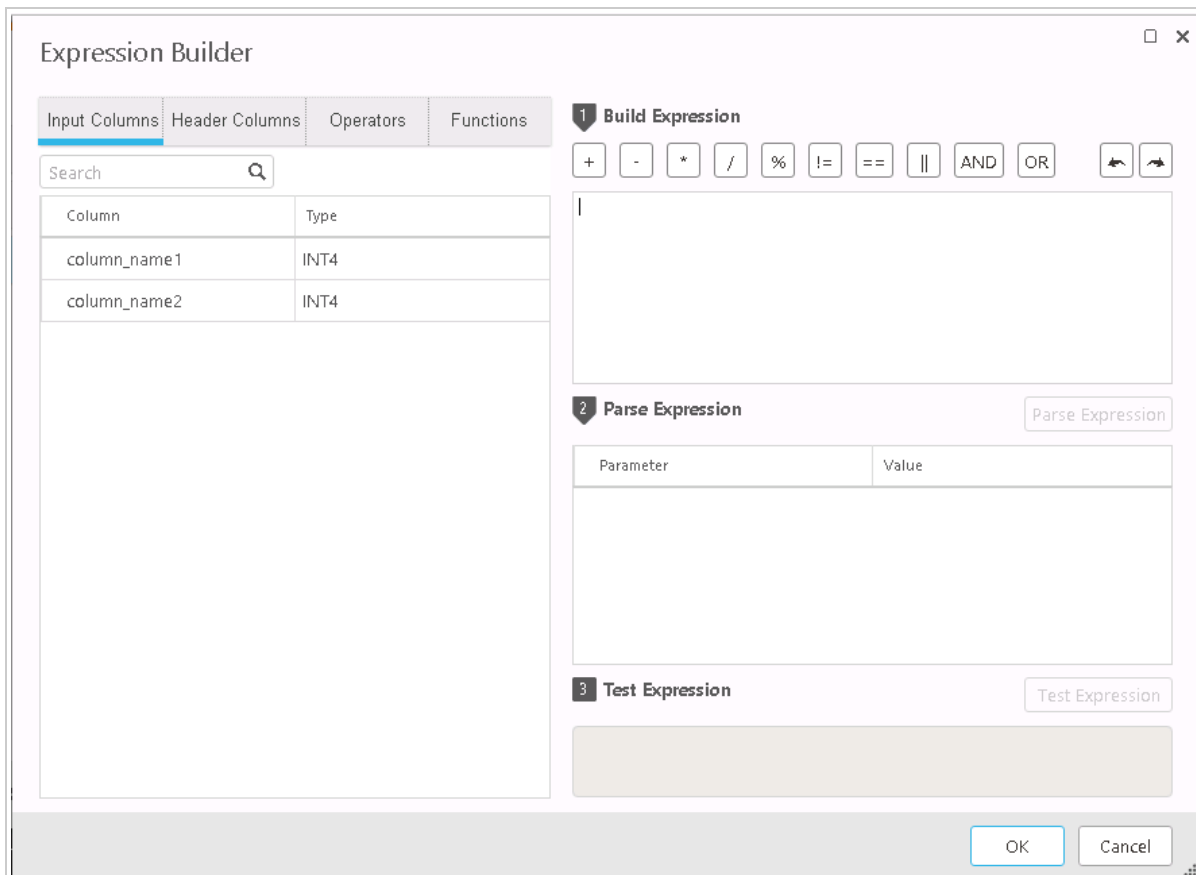 Expression Builder
Input Columns Header Columns Operators Functions
Search
Column Type
column_name1 INT4
column_name2 INT4
1 Build Expression
+ - * / % != == || AND OR
2 Parse Expression Parse Expression
Parameter Value
3 Test Expression Test Expression
OK Cancel